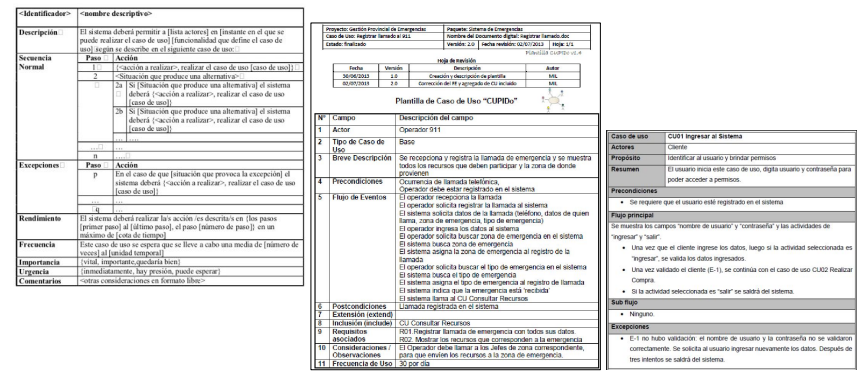 <Identificador> <nombre descriptivo>
Descripción El sistema deberá permitir a [lista actores] en [instante en el que se
puede realizar el caso de uso] [funcionalidad que define el caso de
uso] según se describe en el siguiente caso de uso:
Secuencia Normal Paso Acción
1 {<acción a realizar>, realizar el caso de uso [caso de uso]}
2 <Situación que produce una alternativa>
2a Si [Situación que produce una alternativa] el sistema
deberá {<acción a realizar>, realizar el caso de uso
[caso de uso]}
2b Si [Situación que produce una alternativa] el sistema
deberá {<acción a realizar>, realizar el caso de uso
[caso de uso]}
... ....
... ...
n ....
Excepciones Paso Acción
p En el caso de que [situación que provoca la excepción] el
sistema deberá {<acción a realizar>, realizar el caso de uso
[caso de uso]}
... ...
q ...
Rendimiento El sistema deberá realizar la/s acción /es descrita/s en {los pasos
[primer paso] al [último paso], el paso [número de paso]} en un
máximo de [cota de tiempo]
Frecuencia Este caso de uso se espera que se lleve a cabo una media de [número de
veces] al [unidad temporal]
Importancia {vital, importante,quedaría bien}
Urgencia {inmediatamente, hay presión, puede esperar}
Comentarios <otras consideraciones en formato libre>
Proyecto: Gestión Provincial de Emergencias Paquete: Sistema de Emergencias
Caso de Uso: Registrar llamado al 911 Nombre del Documento digital: Registrar llamado.doc
Estado: finalizado Versión: 2.0 Fecha revisión: 02/07/2013 Hoja: 1/1
Plantilla CUPIDo v2.4
Hoja de Revisión
Fecha Versión Descripción Autor
30/06/2013 1.0 Creación y descripción de plantilla MIL
02/07/2013 2.0 Corrección del FE y agregado de CU incluido MIL
Plantilla de Caso de Uso "CUPIDo"
N° Campo Descripción del campo
1 Actor Operador 911
2 Tipo de Caso de Uso Base
3 Breve Descripción Se recepciona y registra la llamada de emergencia y se muestra
todos los recursos que deben participar y la zona de donde
provienen
4 Precondiciones Ocurrencia de llamada telefónica,
Operador debe estar registrado en el sistema
5 Flujo de Eventos El operador recepciona la llamada
El operador solicita registrar la llamada al sistema
El sistema solicita datos de la llamada (teléfono, datos de quien
llama, zona de emergencia, tipo de emergencia)
El operador ingresa los datos al sistema
El operador solicita buscar zona de emergencia en el sistema
El sistema busca zona de emergencia
El sistema asigna la zona de emergencia al registro de la
llamada
El operador solicita buscar el tipo de emergencia en el sistema
El sistema busca el tipo de emergencia
El sistema asigna el tipo de emergencia al registro de llamada
El sistema indica que la emergencia está 'recibida'
El sistema llama al CU Consultar Recursos
6 Postcondiciones Llamada registrada en el sistema
7 Extensión (extend)
8 Inclusión (include) CU Consultar Recursos
9 Requisitos asociados R01.Registrar llamada de emergencia con todos sus datos.
R02. Mostrar los recursos que corresponden a la emergencia
10 Consideraciones / Observaciones El Operador debe llamar a los Jefes de zona correspondiente,
para que envíen los recursos a la zona de emergencia.
11 Frecuencia de Uso 30 por día
Caso de uso CU01 Ingresar al Sistema
Actores Cliente
Propósito Identificar al usuario y brindar permisos
Resumen El usuario inicia este caso de uso, digita usuario y contraseña para
poder acceder a permisos.
Precondiciones
• Se requiere que el usuario esté registrado en el sistema
Flujo principal
Se muestra los campos "nombre de usuario" y "contraseña" y las actividades de
"ingresar" y "salir".
• Una vez que el cliente ingrese los datos, luego si la actividad seleccionada es
"ingresar", se valida los datos ingresados.
• Una vez validado el cliente (E-1), se continúa con el caso de uso CU02 Realizar
Compra.
• Si la actividad seleccionada es "salir" se saldrá del sistema.
Sub flujo
• Ninguno.
Excepciones
• E-1 no hubo validación: el nombre de usuario y la contraseña no se validaron
correctamente. Se solicita al usuario ingresar nuevamente los datos. Después de
tres intentos se saldrá del sistema.